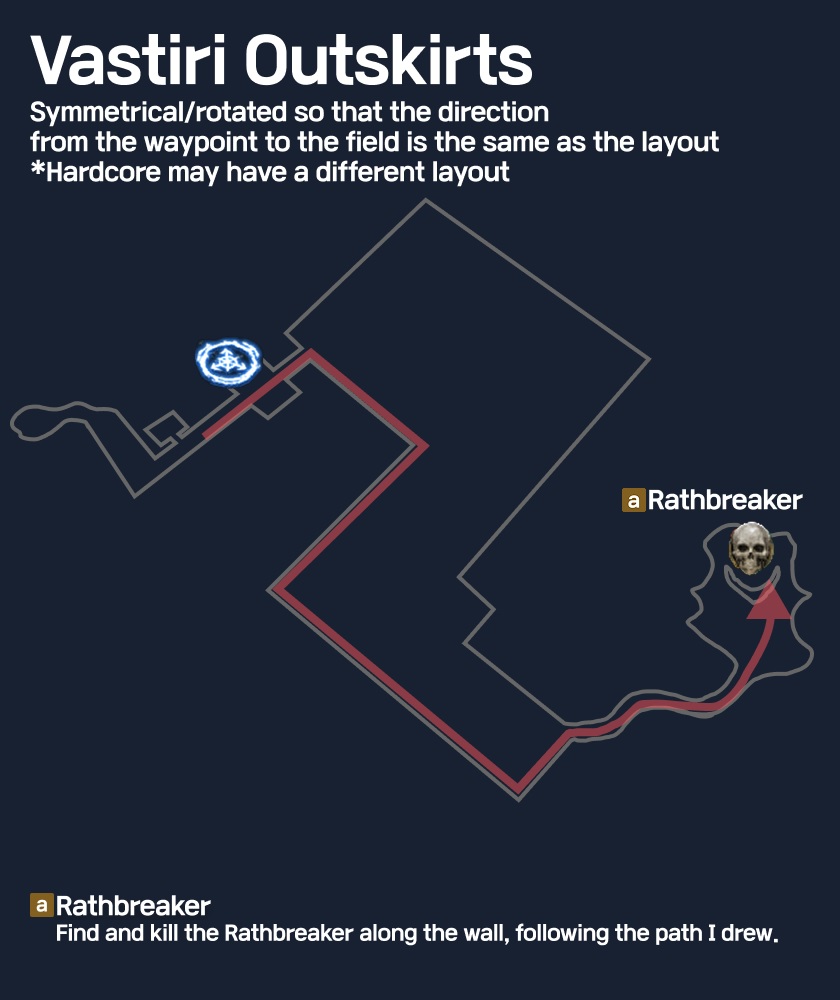 Vastiri Outskirts
Symmetrical/rotated so that the direction
from the waypoint to the field is the same as the layout
*Hardcore may have a different layout
a Rathbreaker
a Rathbreaker
Find and kill the Rathbreaker along the wall, following the path I drew.